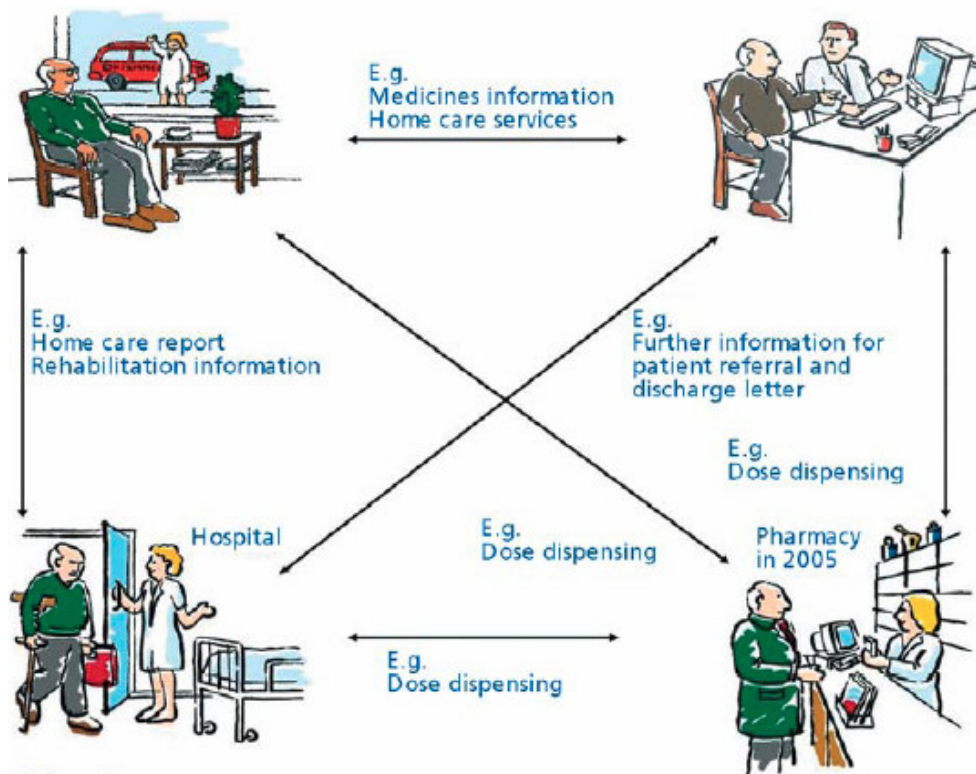 E.g.
Medicines information
Home care services
E.g.
Home care report
Rehabilitation information
E.g.
Further information for
patient referral and
discharge letter
E.g.
Dose dispensing
Hospital
E.g.
Dose dispensing
Pharmacy
in 2005
E.g.
Dose dispensing